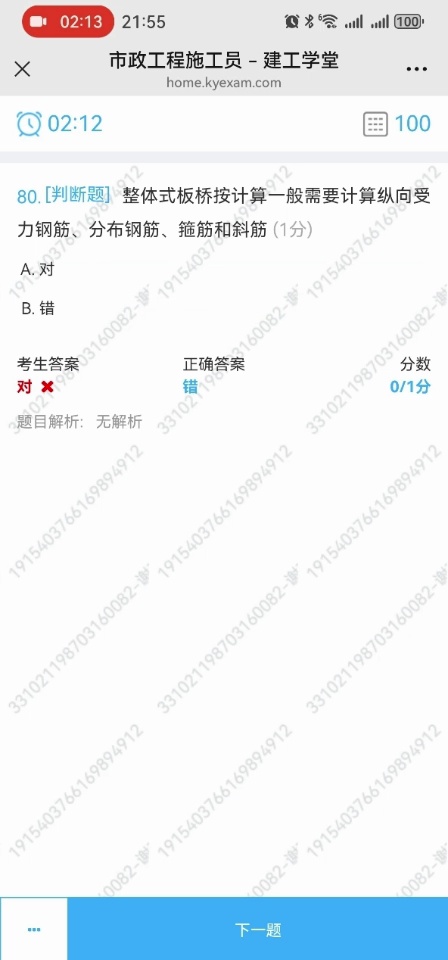 02:13 21:55 6 100
市政工程施工员 – 建工学堂
home.kyexam.com
02:12 100
80. [判断题] 整体式板桥按计算一般需要计算纵向受
力钢筋、分布钢筋、箍筋和斜筋 (1分)
A. 对
B. 错
考生答案 正确答案 分数
对 错 0/1分
题目解析: 无解析
191540376616989​4912
331021198703160082-谢
下一题